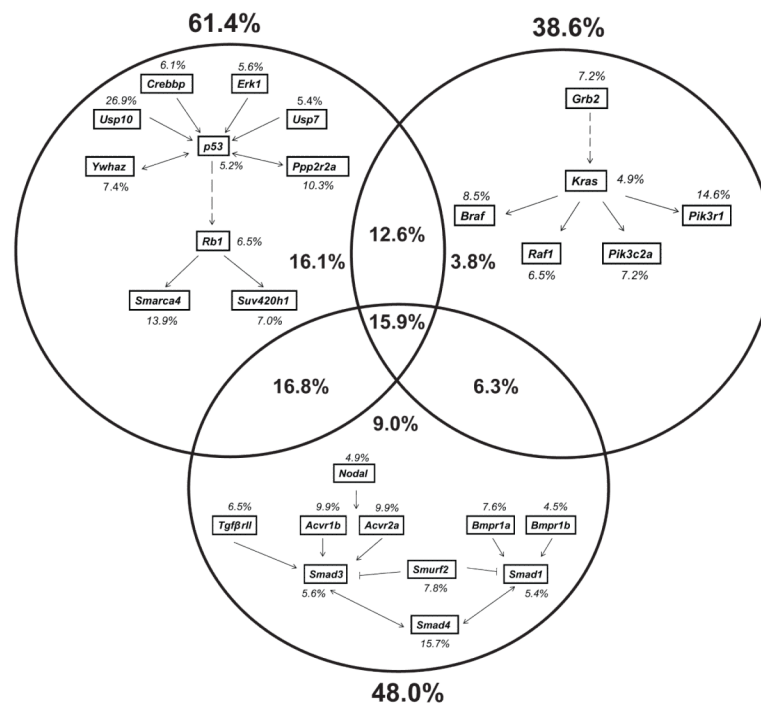 61.4%
38.6%
6.1%
Crebbp
5.6%
Erk1
26.9%
Usp10
5.4%
Usp7
p53
5.2%
Ywhaz
7.4%
Ppp2r2a
10.3%
Rb1
6.5%
Smarca4
13.9%
Suv420h1
7.0%
7.2%
Grb2
Kras
4.9%
8.5%
Braf
14.6%
Pik3r1
Raf1
6.5%
Pik3c2a
7.2%
12.6%
16.1%
3.8%
15.9%
16.8%
6.3%
9.0%
4.9%
Nodal
6.5%
Tgfβrll
9.9%
Acvr1b
9.9%
Acvr2a
7.6%
Bmpr1a
4.5%
Bmpr1b
Smad3
5.6%
Smurf2
7.8%
Smad1
5.4%
Smad4
15.7%
48.0%